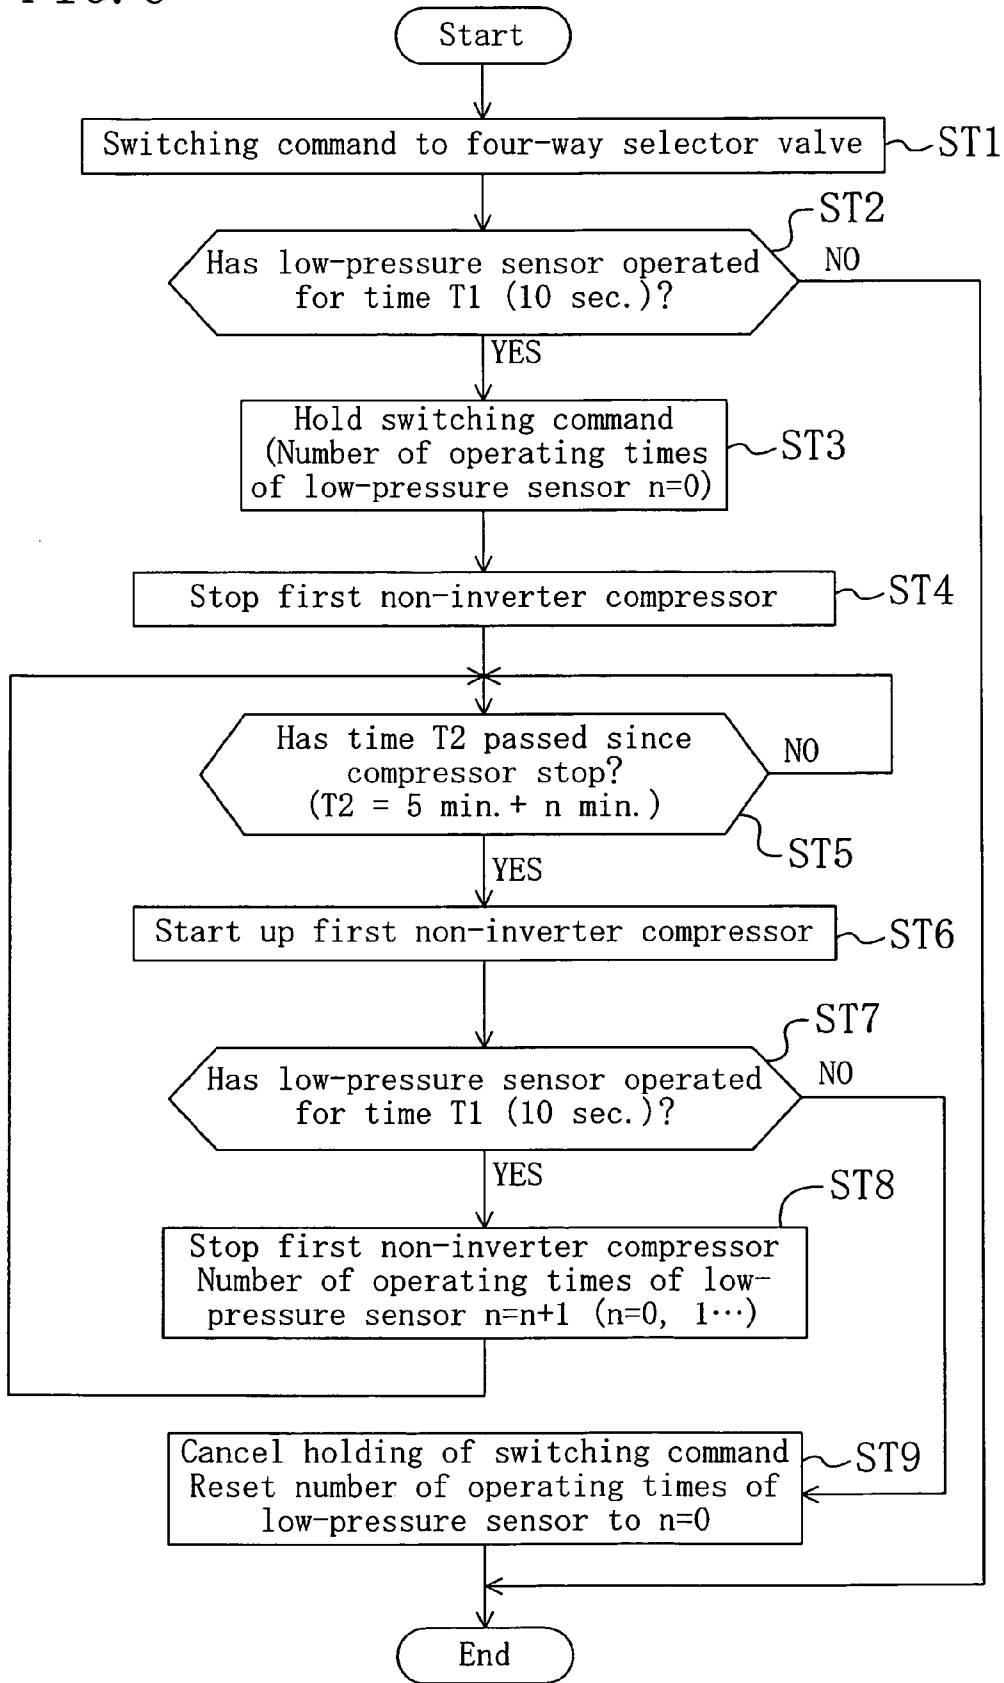 Start
Switching command to four-way selector valve
ST1
ST2
Has low-pressure sensor operated
for time T1 (10 sec.)?
NO
YES
Hold switching command
(Number of operating times
of low-pressure sensor n=0)
ST3
Stop first non-inverter compressor
ST4
Has time T2 passed since
compressor stop?
(T2 = 5 min.+ n min.)
NO
ST5
YES
Start up first non-inverter compressor
ST6
ST7
Has low-pressure sensor operated
for time T1 (10 sec.)?
NO
YES
ST8
Stop first non-inverter compressor
Number of operating times of low-
pressure sensor n=n+1 (n=0, 1···)
Cancel holding of switching command
Reset number of operating times of
low-pressure sensor to n=0
ST9
End